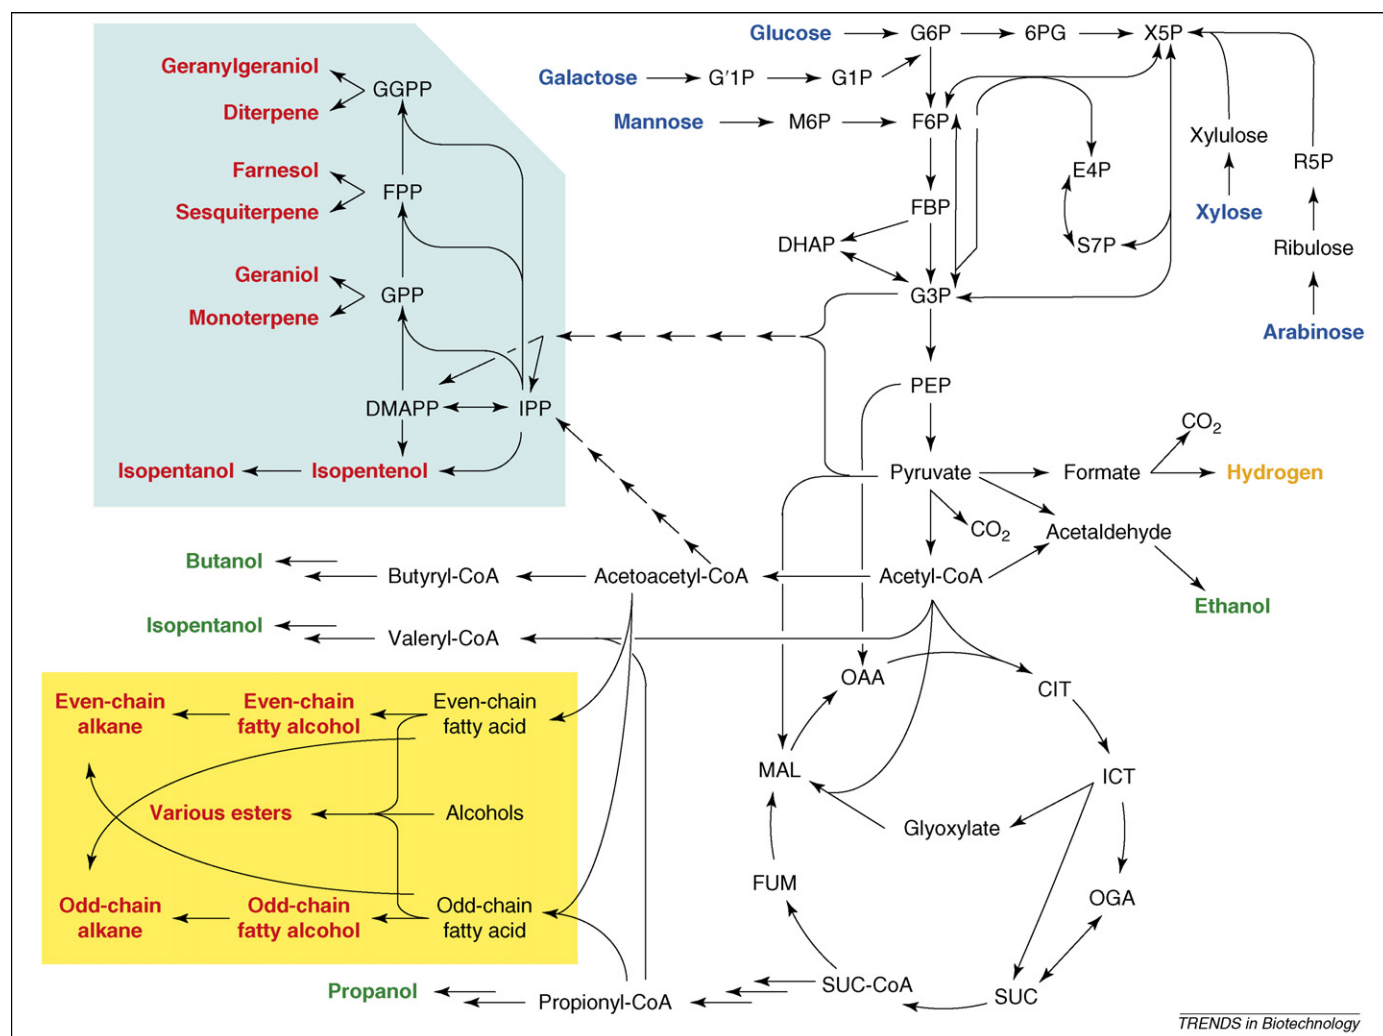 Glucose
G6P
6PG
X5P
Galactose
G'1P
G1P
Mannose
M6P
F6P
Xylulose
R5P
E4P
Xylose
FBP
DHAP
S7P
Ribulose
G3P
Arabinose
Geranylgeraniol
GGPP
Diterpene
Farnesol
FPP
Sesquiterpene
Geraniol
GPP
Monoterpene
DMAPP
IPP
Isopentanol
Isopentenol
PEP
Pyruvate
Formate
CO2
Hydrogen
CO2
Acetaldehyde
Ethanol
Butanol
Butyryl-CoA
Acetoacetyl-CoA
Acetyl-CoA
Isopentanol
Valeryl-CoA
Even-chain
alkane
Even-chain
fatty alcohol
Even-chain
fatty acid
Various esters
Alcohols
Odd-chain
alkane
Odd-chain
fatty alcohol
Odd-chain
fatty acid
OAA
CIT
MAL
ICT
Glyoxylate
FUM
OGA
SUC-CoA
SUC
Propanol
Propionyl-CoA
TRENDS in Biotechnology